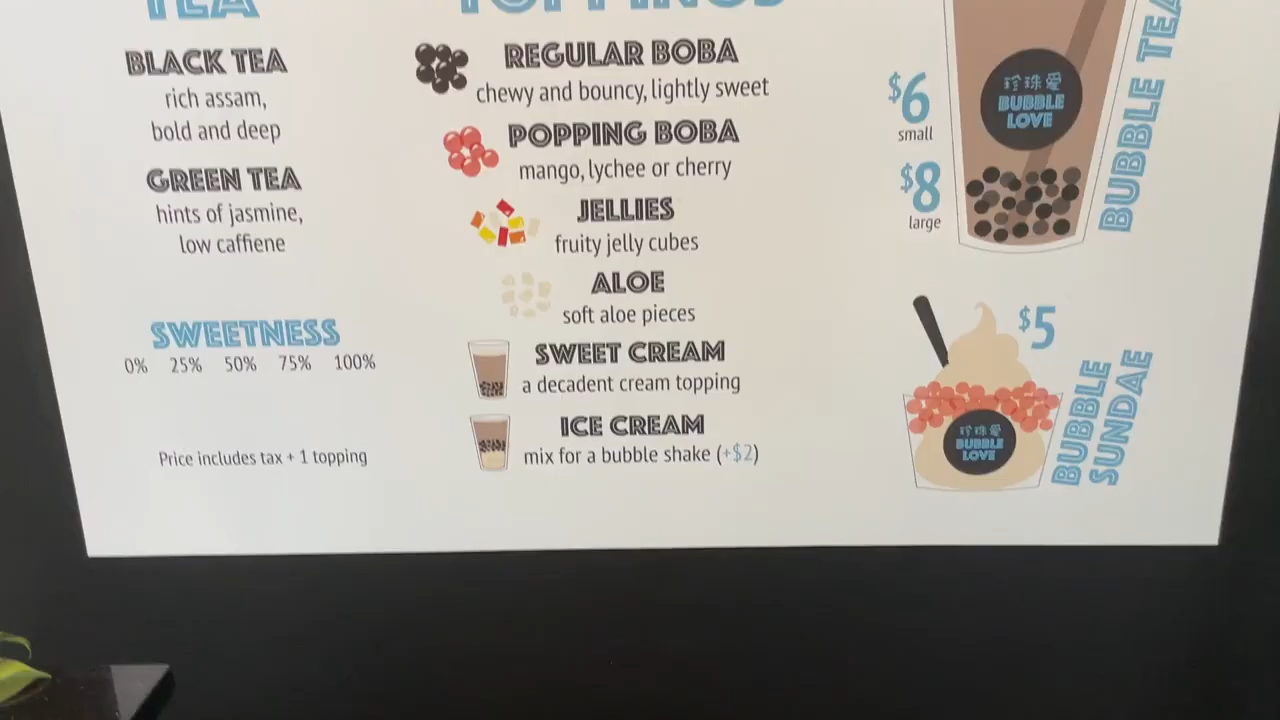 TEA
BLACK TEA
rich assam,
bold and deep
GREEN TEA
hints of jasmine,
low caffiene
SWEETNESS
0% 25% 50% 75% 100%
Price includes tax + 1 topping
TOPPINGS
REGULAR BOBA
chewy and bouncy, lightly sweet
POPPING BOBA
mango, lychee or cherry
JELLIES
fruity jelly cubes
ALOE
soft aloe pieces
SWEET CREAM
a decadent cream topping
ICE CREAM
mix for a bubble shake (+$2)
$6
small
$8
large
珍珠爱
BUBBLE
LOVE
BUBBLE TEA
$5
珍珠爱
BUBBLE
LOVE
BUBBLE
SUNDAE